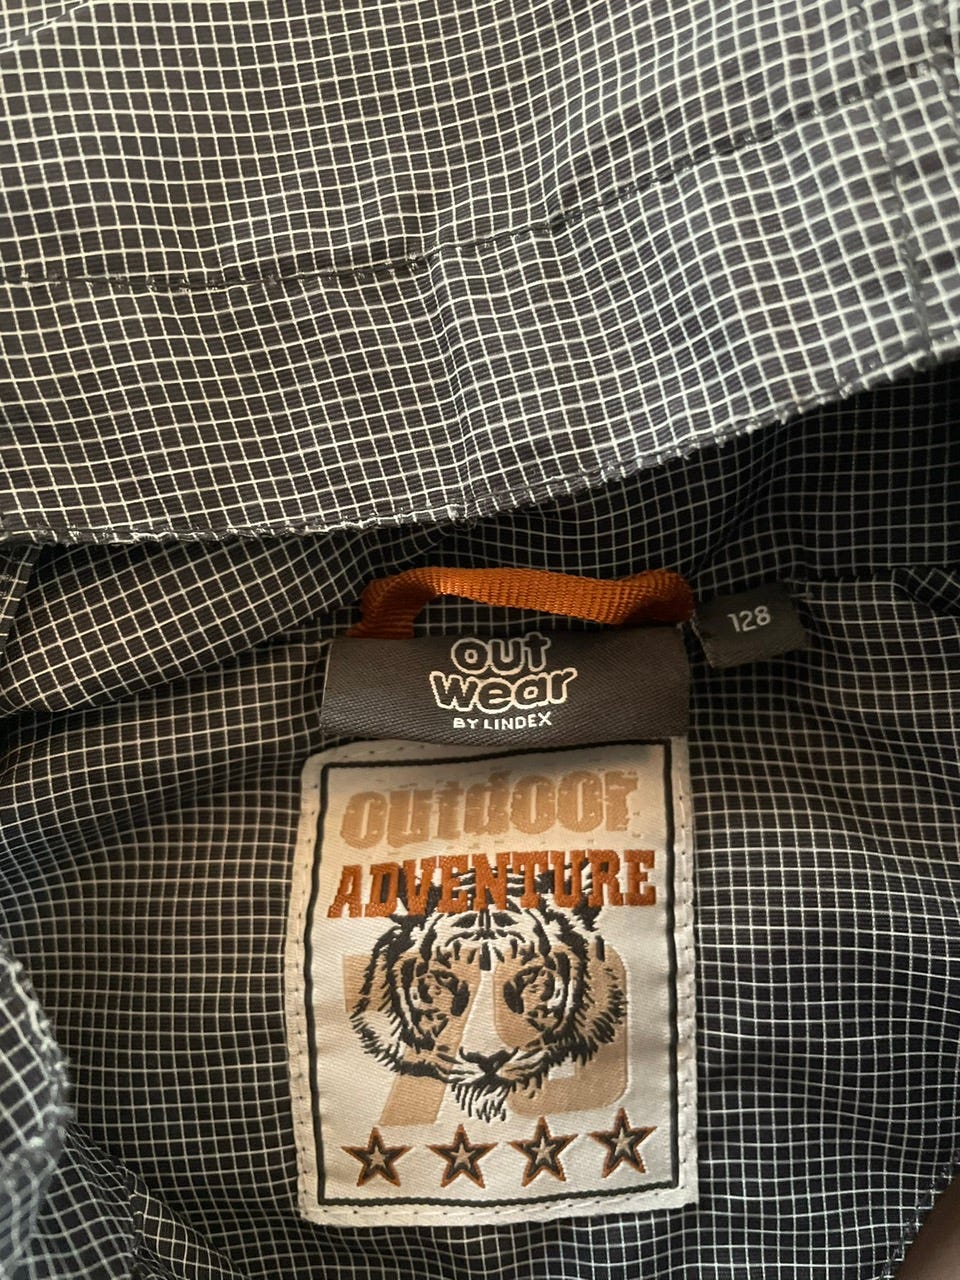 128
out
wear
BY LINDEX
outdoor
ADVENTURE
79